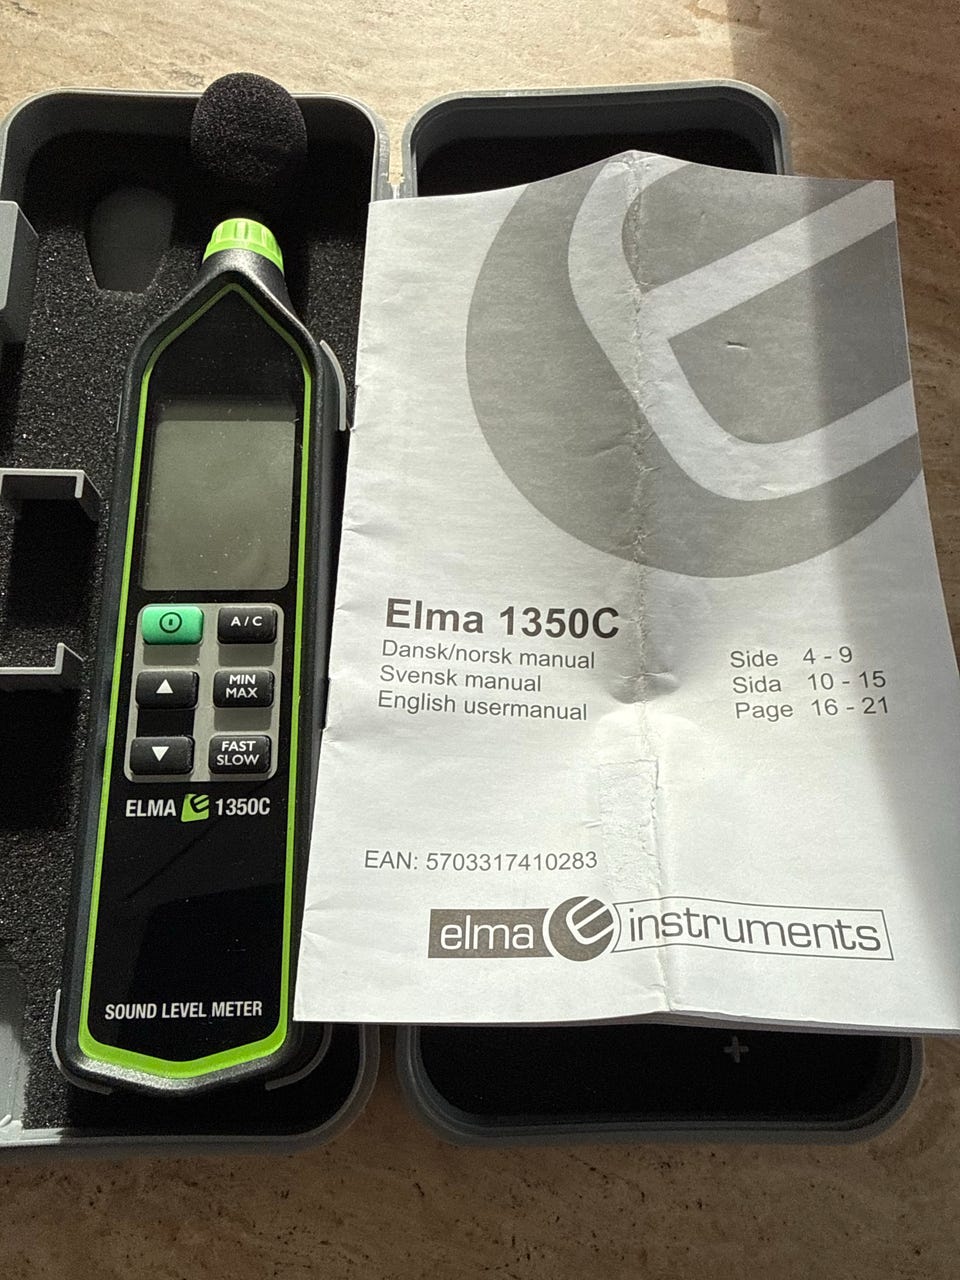 A/C
MIN
MAX
FAST
SLOW
ELMA 1350C
SOUND LEVEL METER
Elma 1350C
Dansk/norsk manual Side 4 - 9
Svensk manual Sida 10 - 15
English usermanual Page 16 - 21
EAN: 5703317410283
elma instruments